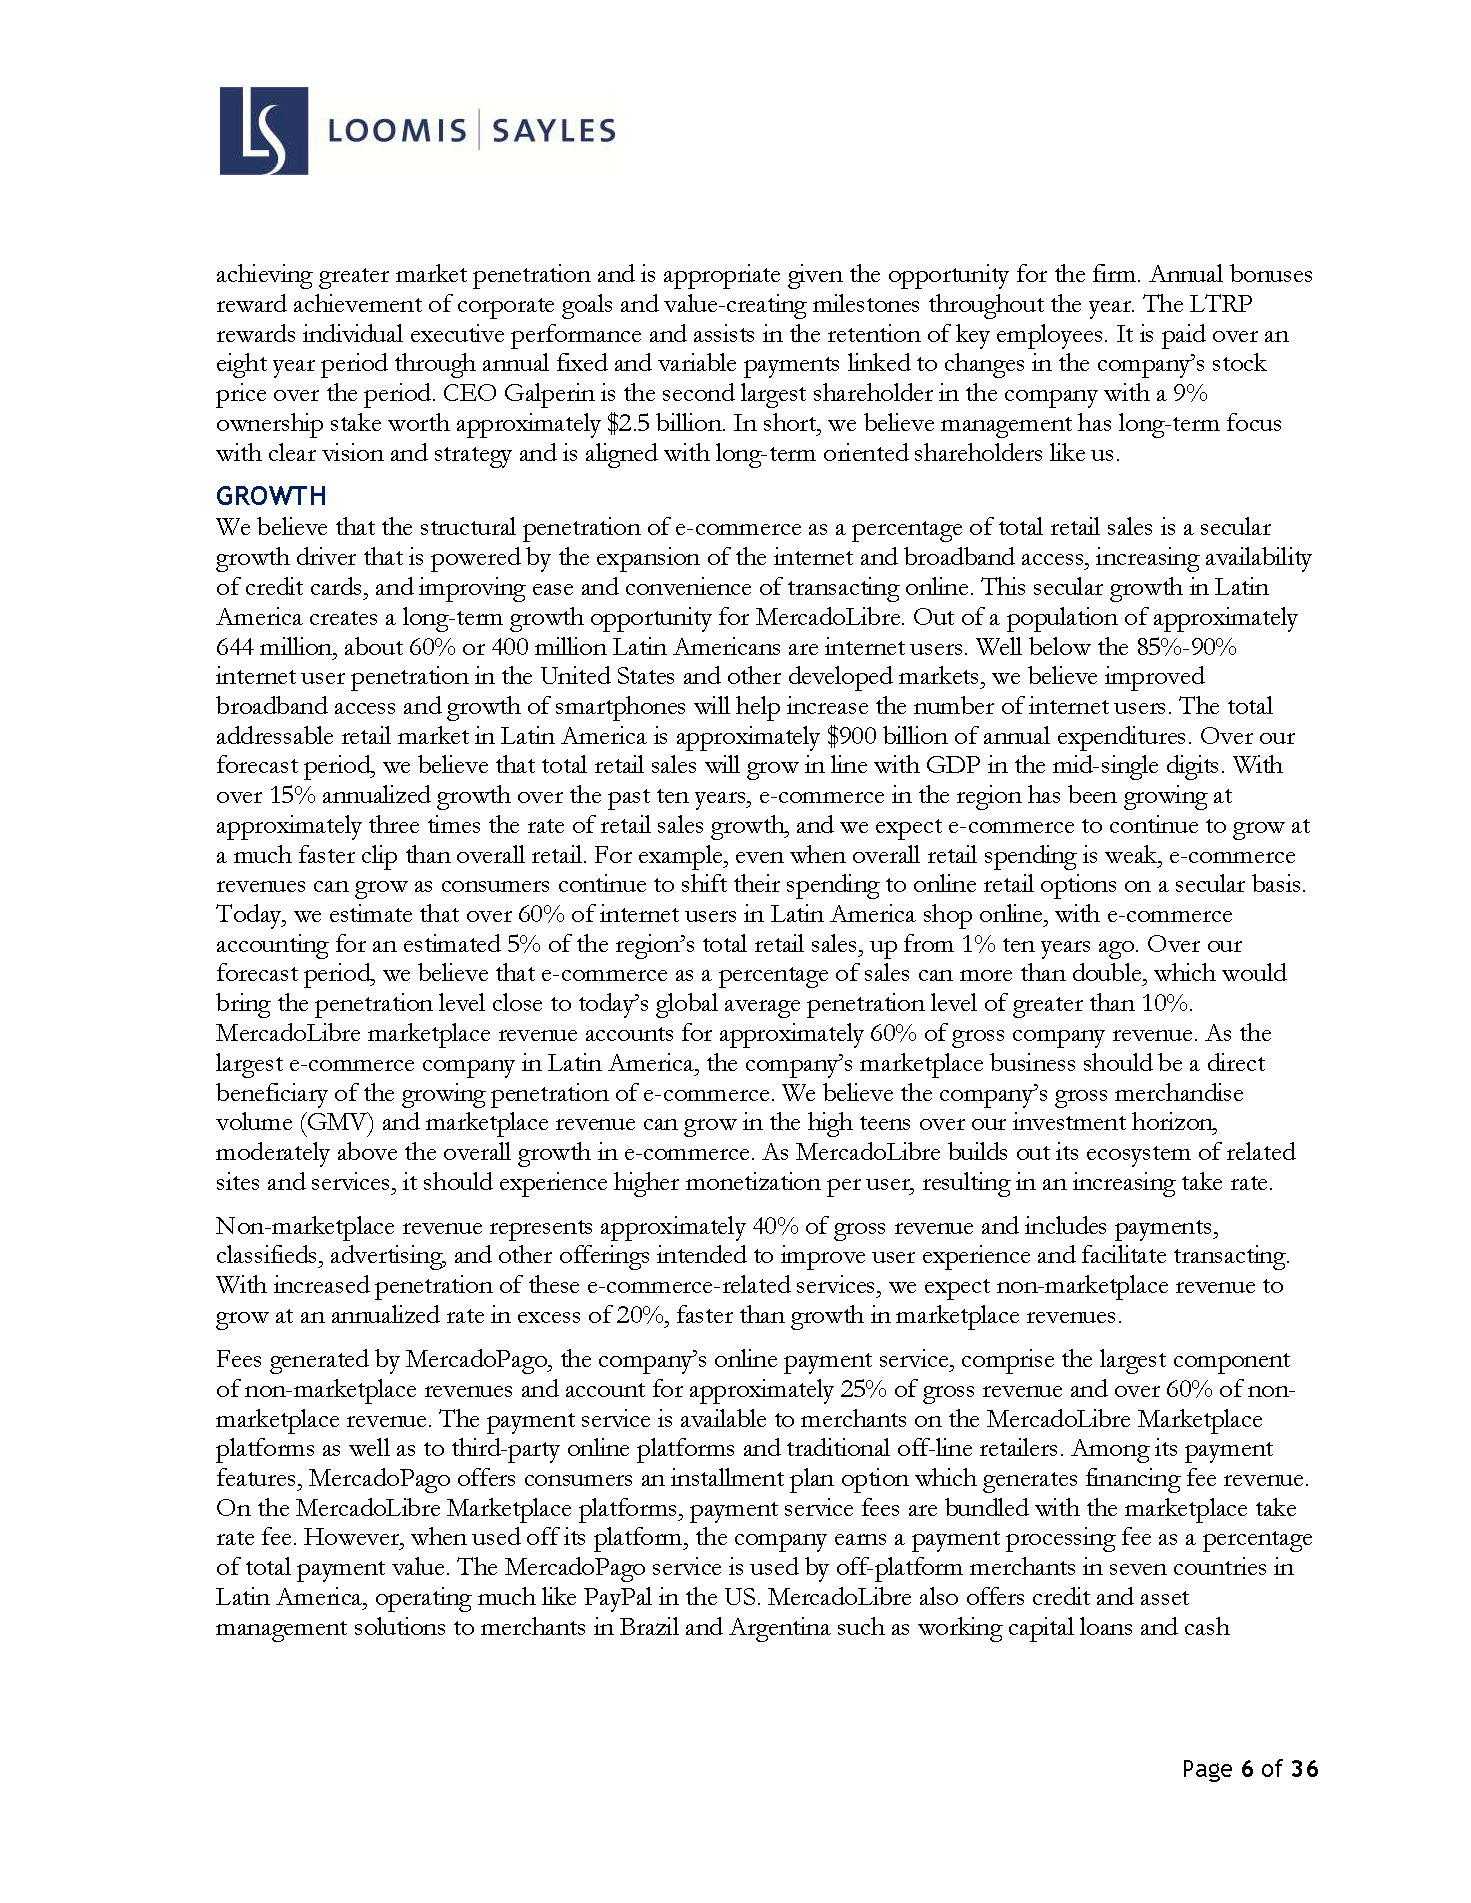 LS LOOMIS | SAYLES
achieving greater market penetration and is appropriate given the opportunity for the firm. Annual bonuses
reward achievement of corporate goals and value-creating milestones throughout the year. The LTRP
rewards individual executive performance and assists in the retention of key employees. It is paid over an
eight year period through annual fixed and variable payments linked to changes in the company’s stock
price over the period. CEO Galperin is the second largest shareholder in the company with a 9%
ownership stake worth approximately $2.5 billion. In short, we believe management has long-term focus
with clear vision and strategy and is aligned with long-term oriented shareholders like us.
GROWTH
We believe that the structural penetration of e-commerce as a percentage of total retail sales is a secular
growth driver that is powered by the expansion of the internet and broadband access, increasing availability
of credit cards, and improving ease and convenience of transacting online. This secular growth in Latin
America creates a long-term growth opportunity for MercadoLibre. Out of a population of approximately
644 million, about 60% or 400 million Latin Americans are internet users. Well below the 85%-90%
internet user penetration in the United States and other developed markets, we believe improved
broadband access and growth of smartphones will help increase the number of internet users. The total
addressable retail market in Latin America is approximately $900 billion of annual expenditures. Over our
forecast period, we believe that total retail sales will grow in line with GDP in the mid-single digits. With
over 15% annualized growth over the past ten years, e-commerce in the region has been growing at
approximately three times the rate of retail sales growth, and we expect e-commerce to continue to grow at
a much faster clip than overall retail. For example, even when overall retail spending is weak, e-commerce
revenues can grow as consumers continue to shift their spending to online retail options on a secular basis.
Today, we estimate that over 60% of internet users in Latin America shop online, with e-commerce
accounting for an estimated 5% of the region’s total retail sales, up from 1% ten years ago. Over our
forecast period, we believe that e-commerce as a percentage of sales can more than double, which would
bring the penetration level close to today’s global average penetration level of greater than 10%.
MercadoLibre marketplace revenue accounts for approximately 60% of gross company revenue. As the
largest e-commerce company in Latin America, the company’s marketplace business should be a direct
beneficiary of the growing penetration of e-commerce. We believe the company’s gross merchandise
volume (GMV) and marketplace revenue can grow in the high teens over our investment horizon,
moderately above the overall growth in e-commerce. As MercadoLibre builds out its ecosystem of related
sites and services, it should experience higher monetization per user, resulting in an increasing take rate.
Non-marketplace revenue represents approximately 40% of gross revenue and includes payments,
classifieds, advertising, and other offerings intended to improve user experience and facilitate transacting.
With increased penetration of these e-commerce-related services, we expect non-marketplace revenue to
grow at an annualized rate in excess of 20%, faster than growth in marketplace revenues.
Fees generated by MercadoPago, the company’s online payment service, comprise the largest component
of non-marketplace revenues and account for approximately 25% of gross revenue and over 60% of non-
marketplace revenue. The payment service is available to merchants on the MercadoLibre Marketplace
platforms as well as to third-party online platforms and traditional off-line retailers. Among its payment
features, MercadoPago offers consumers an installment plan option which generates financing fee revenue.
On the MercadoLibre Marketplace platforms, payment service fees are bundled with the marketplace take
rate fee. However, when used off its platform, the company earns a payment processing fee as a percentage
of total payment value. The MercadoPago service is used by off-platform merchants in seven countries in
Latin America, operating much like PayPal in the US. MercadoLibre also offers credit and asset
management solutions to merchants in Brazil and Argentina such as working capital loans and cash
Page 6 of 36